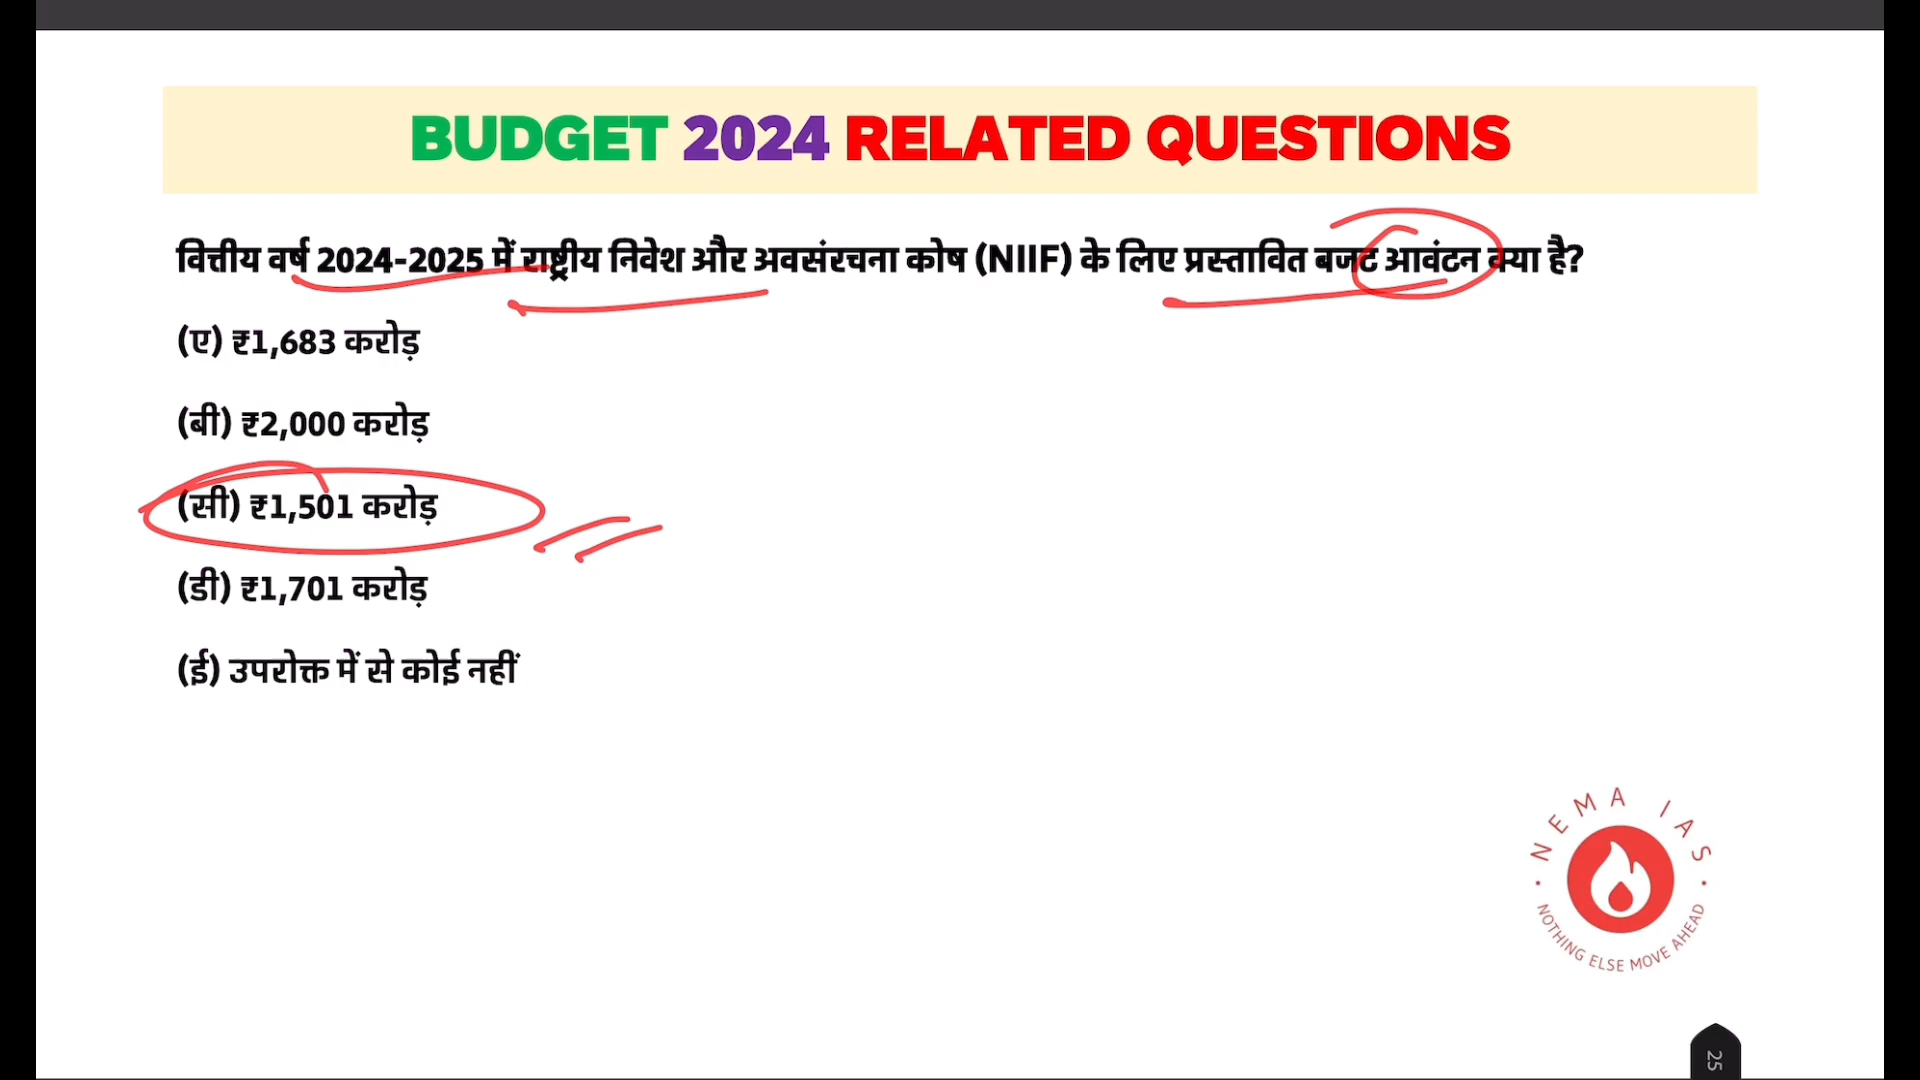 BUDGET 2024 RELATED QUESTIONS
वित्तीय वर्ष 2024-2025 में राष्ट्रीय निवेश और अवसंरचना कोष (NIIF) के लिए प्रस्तावित बजट आवंटन क्या है?
(ए) ₹1,683 करोड़
(बी) ₹2,000 करोड़
(सी) ₹1,501 करोड़
(डी) ₹1,701 करोड़
(ई) उपरोक्त में से कोई नहीं
NEMA IAS
NOTHING ELSE MOVE AHEAD
25